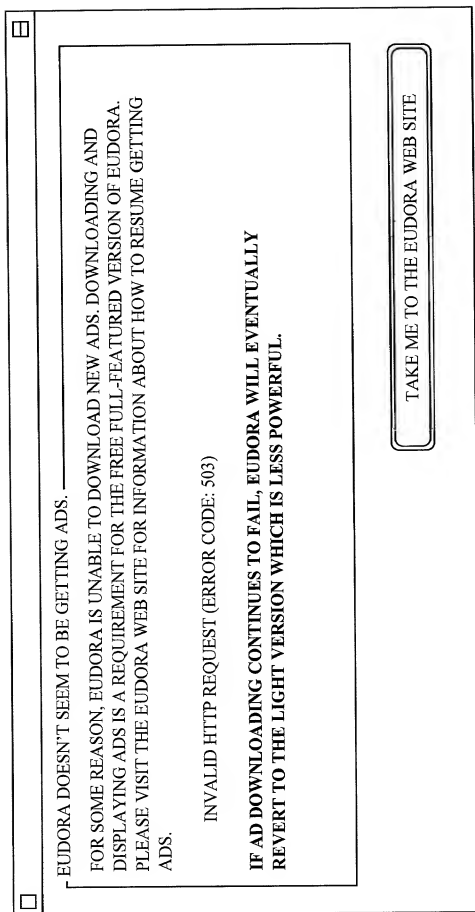 EUDORA DOESN'T SEEM TO BE GETTING ADS.
FOR SOME REASON, EUDORA IS UNABLE TO DOWNLOAD NEW ADS. DOWNLOADING AND
DISPLAYING ADS IS A REQUIREMENT FOR THE FREE FULL-FEATURED VERSION OF EUDORA.
PLEASE VISIT THE EUDORA WEB SITE FOR INFORMATION ABOUT HOW TO RESUME GETTING
ADS.
INVALID HTTP REQUEST (ERROR CODE: 503)
IF AD DOWNLOADING CONTINUES TO FAIL, EUDORA WILL EVENTUALLY
REVERT TO THE LIGHT VERSION WHICH IS LESS POWERFUL.
TAKE ME TO THE EUDORA WEB SITE